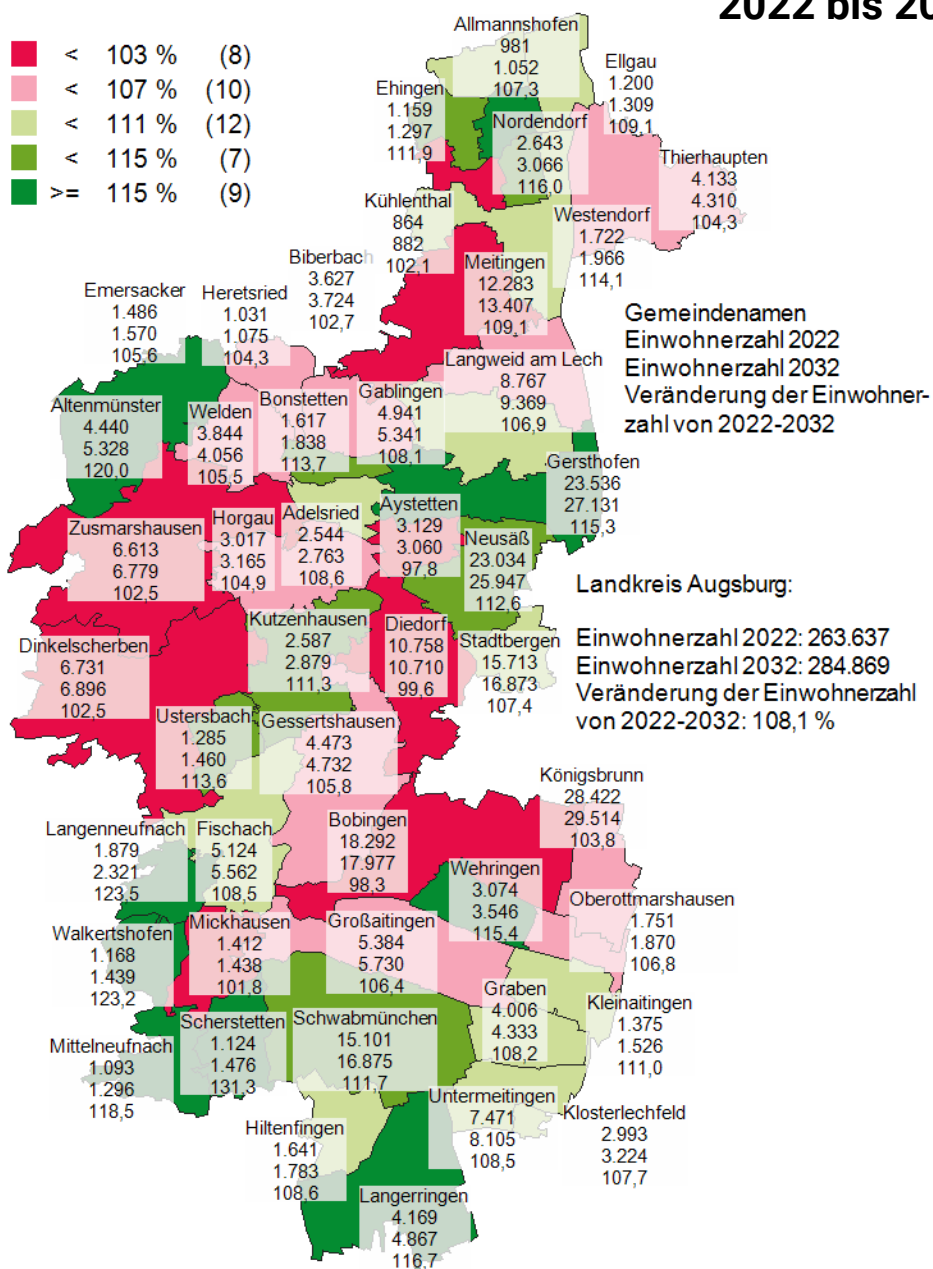 2022 bis 20
< 103 % (8)
< 107 % (10)
< 111 % (12)
< 115 % (7)
>= 115 % (9)
Allmannshofen
981
1.052
107,3
Ellgau
1.200
1.309
109,1
Ehingen
1.159
1.297
111,9
Nordendorf
2.643
3.066
116,0
Thierhaupten
4.133
4.310
104,3
Kühlenthal
864
882
102,1
Westendorf
1.722
1.966
114,1
Biberbach
3.627
3.724
102,7
Meitingen
12.283
13.407
109,1
Emersacker
1.486
1.570
105,6
Heretsried
1.031
1.075
104,3
Gemeindenamen
Einwohnerzahl 2022
Einwohnerzahl 2032
Veränderung der Einwohner-
zahl von 2022-2032
Langweid am Lech
8.767
9.369
106,9
Altenmünster
4.440
5.328
120,0
Welden
3.844
4.056
105,5
Bonstetten
1.617
1.838
113,7
Gablingen
4.941
5.341
108,1
Gersthofen
23.536
27.131
115,3
Zusmarshausen
6.613
6.779
102,5
Horgau
3.017
3.165
104,9
Adelsried
2.544
2.763
108,6
Aystetten
3.129
3.060
97,8
Neusäß
23.034
25.947
112,6
Landkreis Augsburg:
Einwohnerzahl 2022: 263.637
Einwohnerzahl 2032: 284.869
Veränderung der Einwohnerzahl
von 2022-2032: 108,1 %
Dinkelscherben
6.731
6.896
102,5
Kutzenhausen
2.587
2.879
111,3
Diedorf
10.758
10.710
99,6
Stadtbergen
15.713
16.873
107,4
Ustersbach
1.285
1.460
113,6
Gessertshausen
4.473
4.732
105,8
Königsbrunn
28.422
29.514
103,8
Langenneufnach
1.879
2.321
123,5
Fischach
5.124
5.562
108,5
Bobingen
18.292
17.977
98,3
Wehringen
3.074
3.546
115,4
Oberottmarshausen
1.751
1.870
106,8
Walkertshofen
1.168
1.439
123,2
Mickhausen
1.412
1.438
101,8
Großaitingen
5.384
5.730
106,4
Graben
4.006
4.333
108,2
Kleinaitingen
1.375
1.526
111,0
Mittelneufnach
1.093
1.296
118,5
Scherstetten
1.124
1.476
131,3
Schwabmünchen
15.101
16.875
111,7
Untermeitingen
7.471
8.105
108,5
Klosterlechfeld
2.993
3.224
107,7
Hiltenfingen
1.641
1.783
108,6
Langerringen
4.169
4.867
116,7